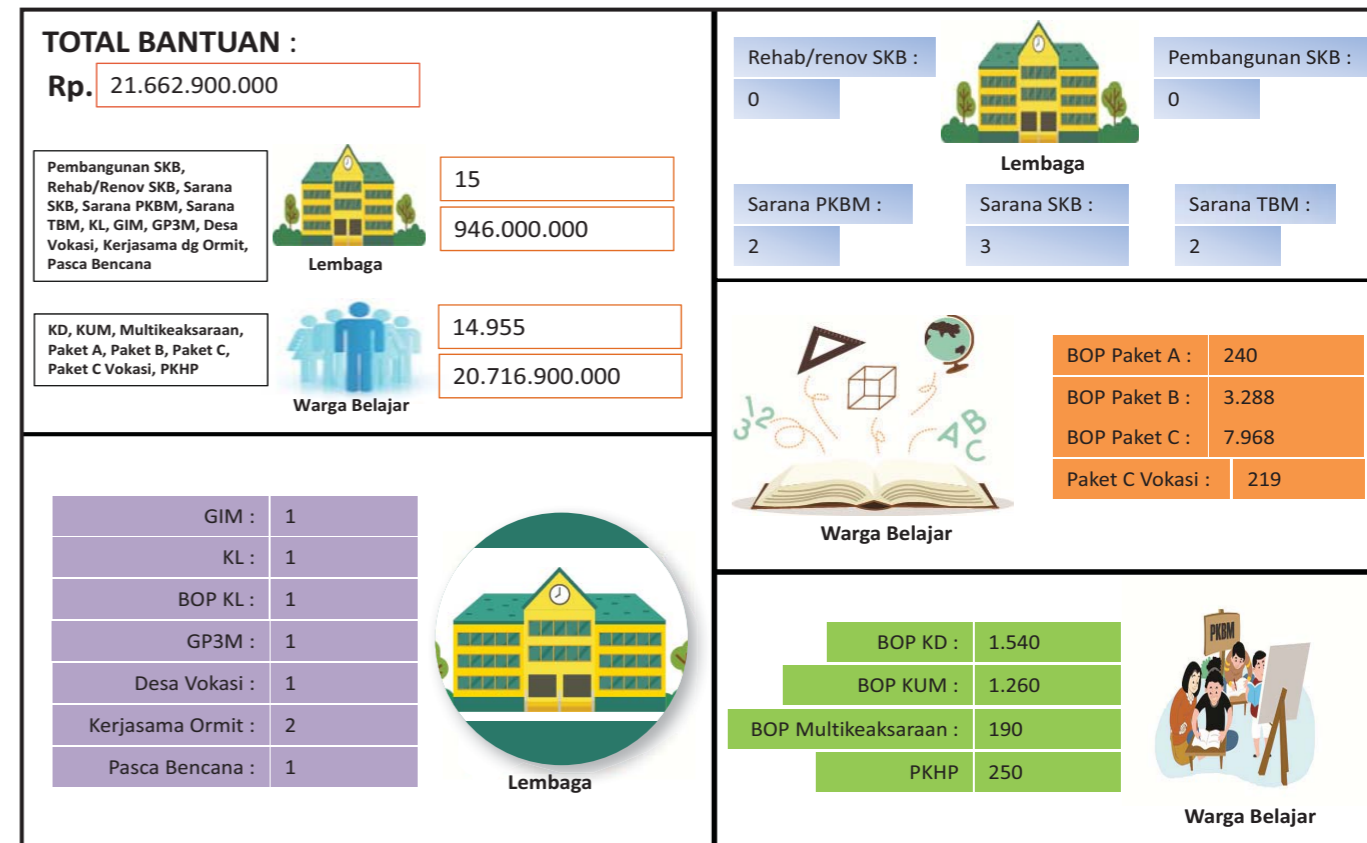 TOTAL BANTUAN :
Rp. 21.662.900.000
Pembangunan SKB,
Rehab/Renov SKB, Sarana
SKB, Sarana PKBM, Sarana
TBM, KL, GIM, GP3M, Desa
Vokasi, Kerjasama dg Ormit,
Pasca Bencana
Lembaga
15
946.000.000
KD, KUM, Multikeaksaraan,
Paket A, Paket B, Paket C,
Paket C Vokasi, PKHP
Warga Belajar
14.955
20.716.900.000
Rehab/renov SKB :
0
Pembangunan SKB :
0
Lembaga
Sarana PKBM :
2
Sarana SKB :
3
Sarana TBM :
2
123
ABC
Warga Belajar
BOP Paket A : 240
BOP Paket B : 3.288
BOP Paket C : 7.968
Paket C Vokasi : 219
GIM : 1
KL : 1
BOP KL : 1
GP3M : 1
Desa Vokasi : 1
Kerjasama Ormit : 2
Pasca Bencana : 1
Lembaga
BOP KD : 1.540
BOP KUM : 1.260
BOP Multikeaksaraan : 190
PKHP 250
PKBM
Warga Belajar